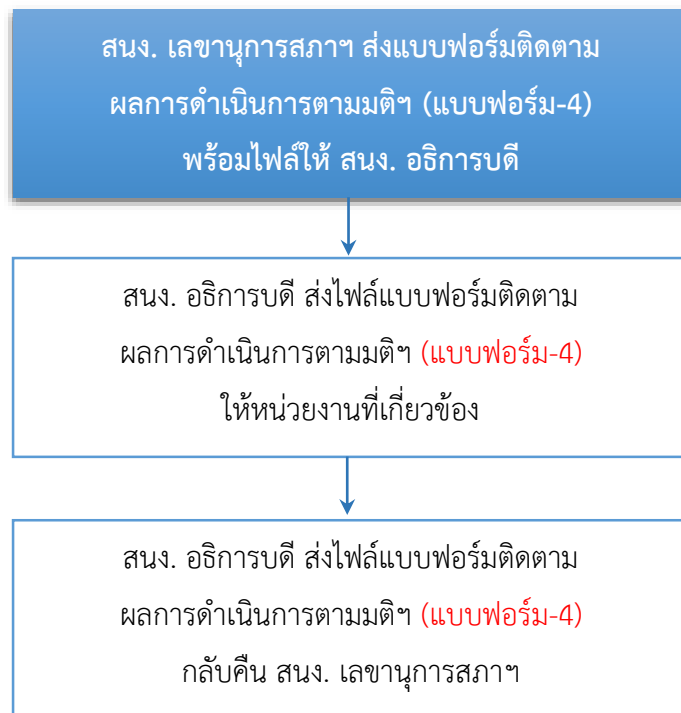 สนง. เลขานุการสภาฯ ส่งแบบฟอร์มติดตาม
ผลการดำเนินการตามมติฯ (แบบฟอร์ม-4)
พร้อมไฟล์ให้ สนง. อธิการบดี
สนง. อธิการบดี ส่งไฟล์แบบฟอร์มติดตาม
ผลการดำเนินการตามมติฯ (แบบฟอร์ม-4)
ให้หน่วยงานที่เกี่ยวข้อง
สนง. อธิการบดี ส่งไฟล์แบบฟอร์มติดตาม
ผลการดำเนินการตามมติฯ (แบบฟอร์ม-4)
กลับคืน สนง. เลขานุการสภาฯ